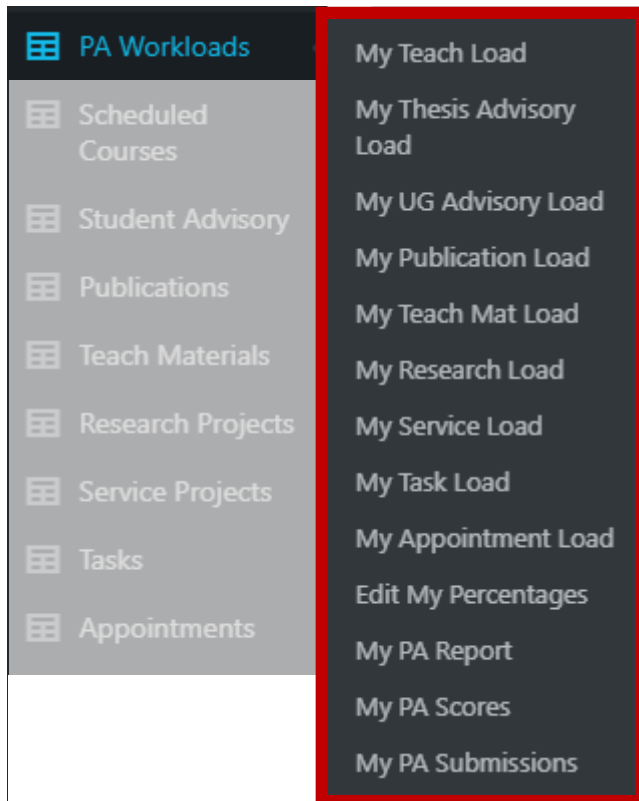 PA Workloads
Scheduled
Courses
Student Advisory
Publications
Teach Materials
Research Projects
Service Projects
Tasks
Appointments
My Teach Load
My Thesis Advisory
Load
My UG Advisory Load
My Publication Load
My Teach Mat Load
My Research Load
My Service Load
My Task Load
My Appointment Load
Edit My Percentages
My PA Report
My PA Scores
My PA Submissions